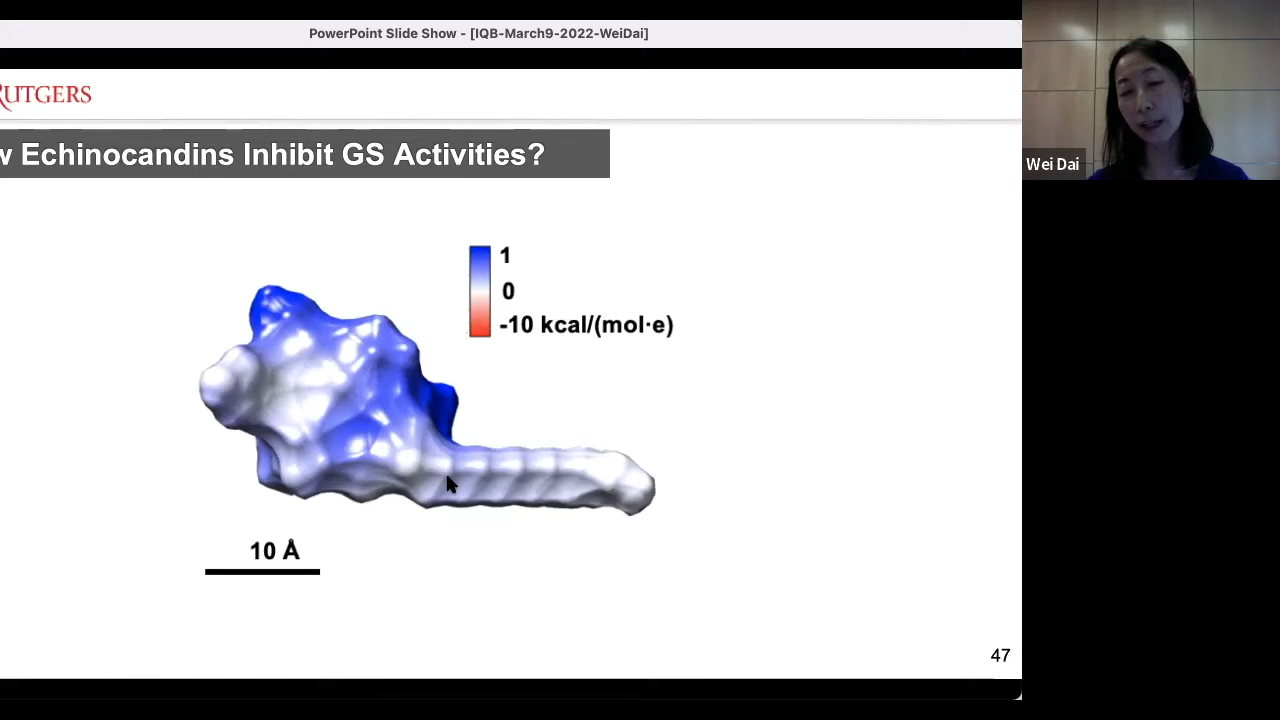 PowerPoint Slide Show - [IQB-March9-2022-WeiDai]
RUTGERS
w Echinocandins Inhibit GS Activities?
1
0
-10 kcal/(mol·e)
Wei Dai
10 Å
47